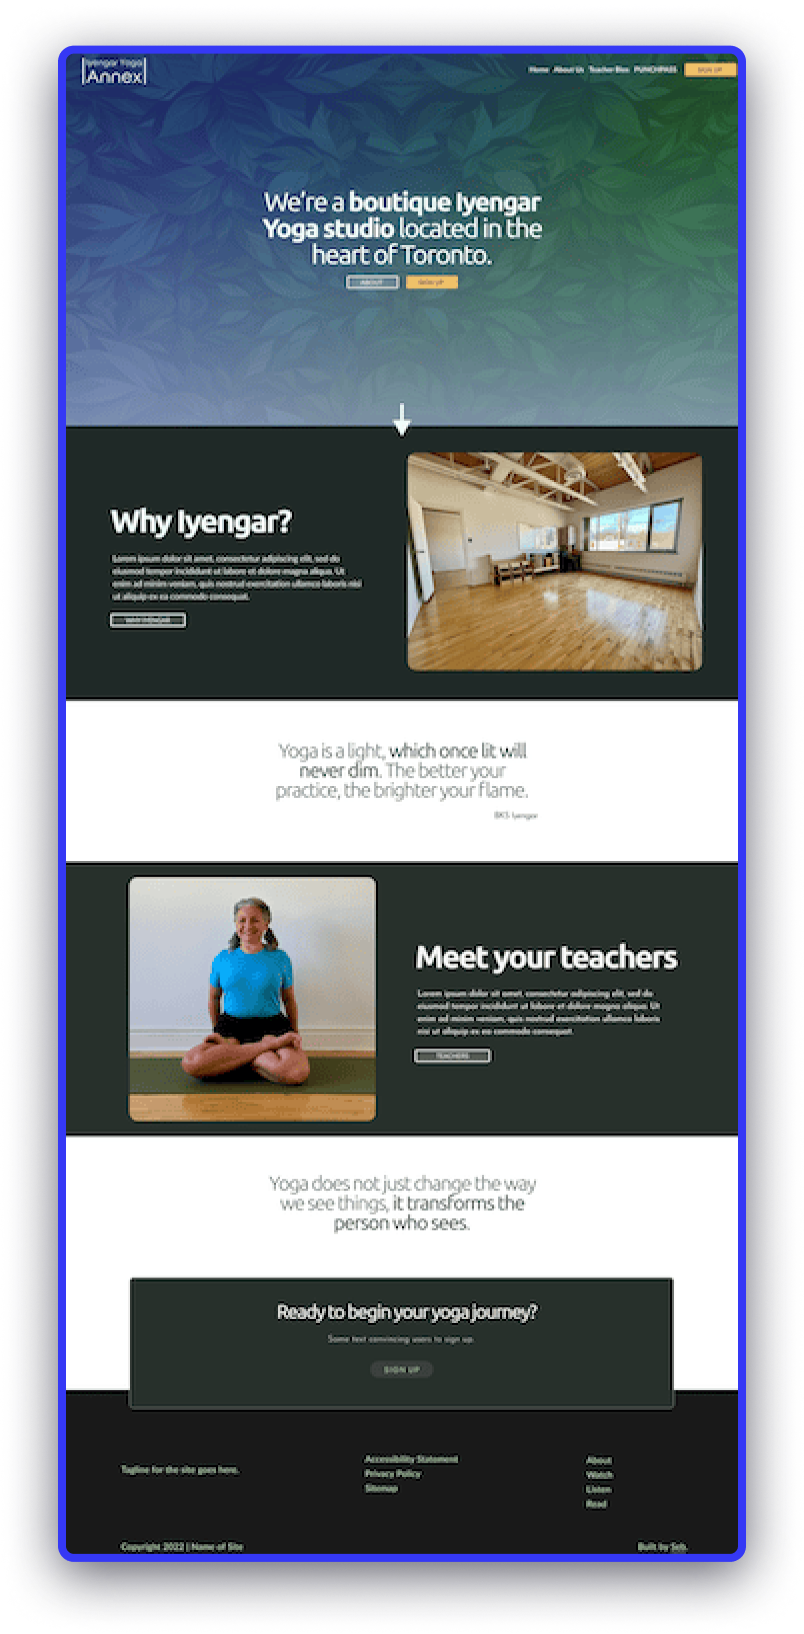 Iyengar Yoga
Annex
Home About Us Teacher Bios PUNCHPASS SIGN UP
We're a boutique Iyengar
Yoga studio located in the
heart of Toronto.
ABOUT SIGN UP
Why Iyengar?
Lorem ipsum dolor sit amet, consectetur adipiscing elit, sed do
eiusmod tempor incididunt ut labore et dolore magna aliqua. Ut
enim ad minim veniam, quis nostrud exercitation ullamco laboris nisi
ut aliquip ex ea commodo consequat.
WHY IYENGAR
Yoga is a light, which once lit will
never dim. The better your
practice, the brighter your flame.
BKS Iyengar
Meet your teachers
Lorem ipsum dolor sit amet, consectetur adipiscing elit, sed do
eiusmod tempor incididunt ut labore et dolore magna aliqua. Ut
enim ad minim veniam, quis nostrud exercitation ullamco laboris
nisi ut aliquip ex ea commodo consequat.
TEACHERS
Yoga does not just change the way
we see things, it transforms the
person who sees.
Ready to begin your yoga journey?
Some text convincing users to sign up.
SIGN UP
Tagline for the site goes here.
Accessibility Statement
Privacy Policy
Sitemap
About
Watch
Listen
Read
Copyright 2022 | Name of Site
Built by Seb.